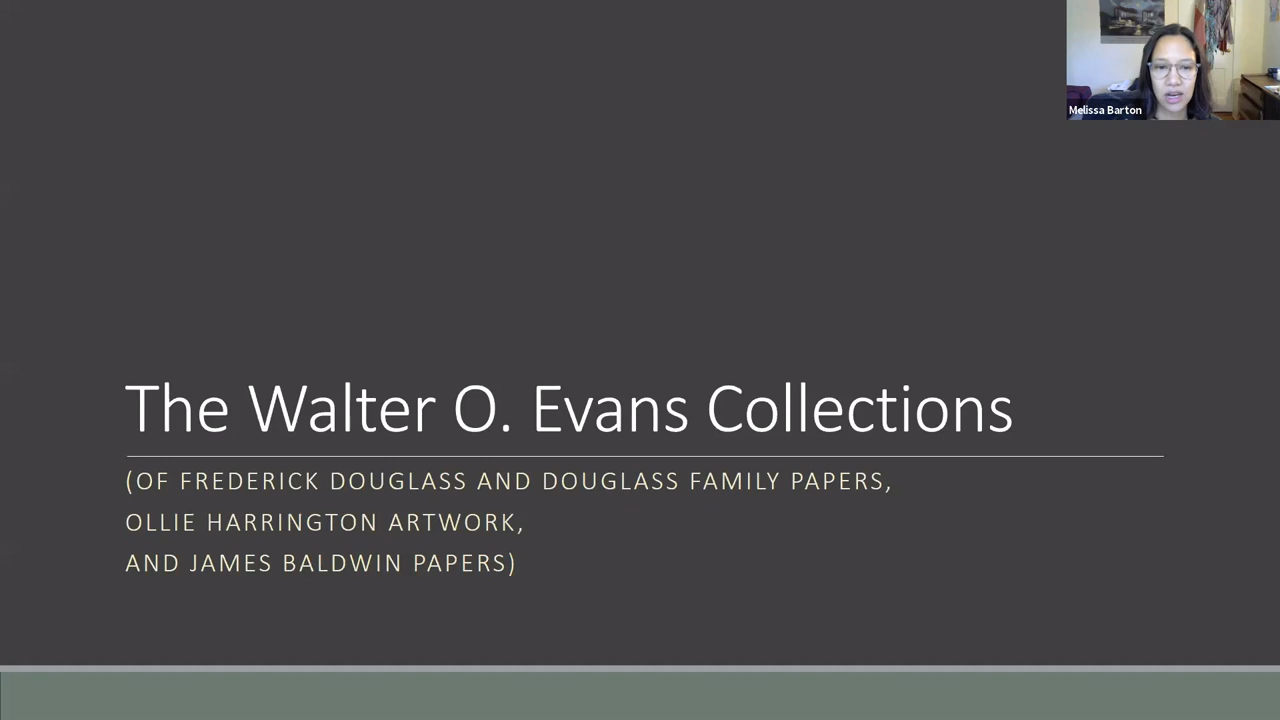 Melissa Barton
The Walter O. Evans Collections
(OF FREDERICK DOUGLASS AND DOUGLASS FAMILY PAPERS,
OLLIE HARRINGTON ARTWORK,
AND JAMES BALDWIN PAPERS)